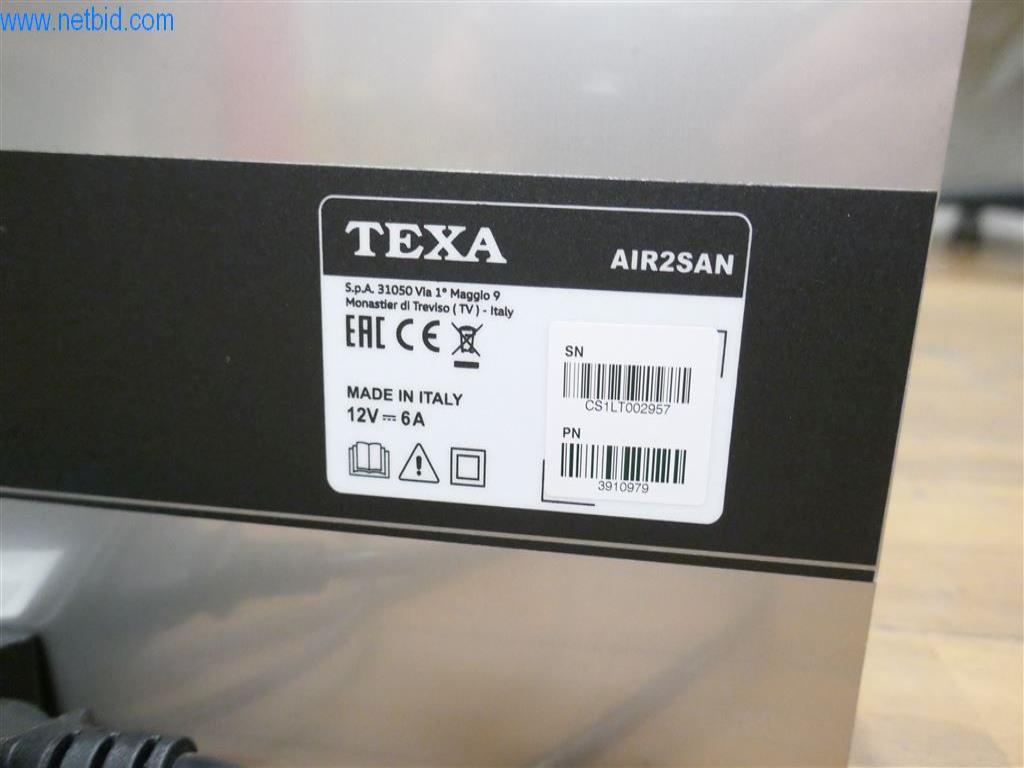 www.netbid.com
TEXA
AIR2SAN
S.p.A. 31050 Via 1° Maggio 9
Monastier di Treviso ( TV ) - Italy
EAC CE
SN
CS1LT002957
MADE IN ITALY
12V ⎓ 6A
PN
3910979